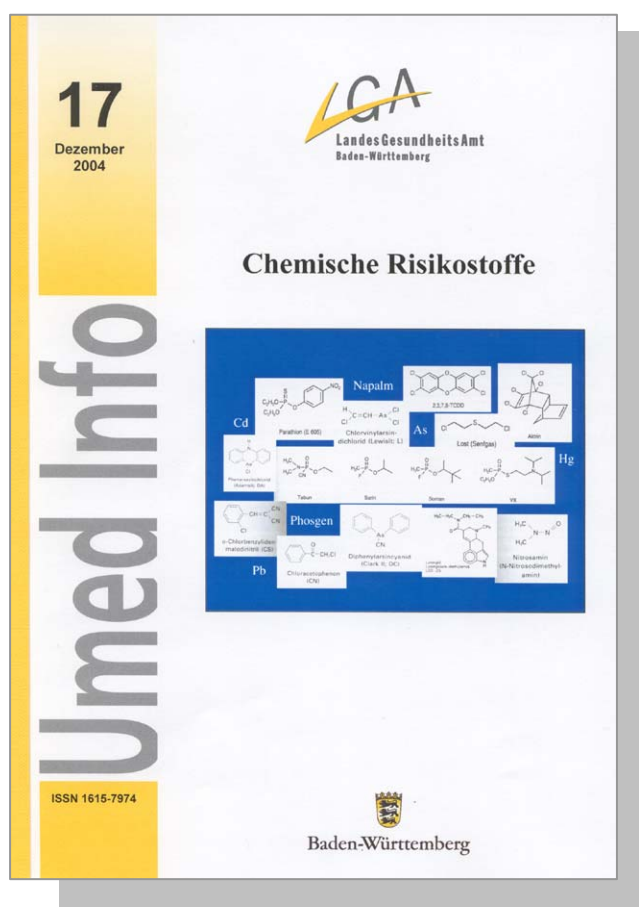 17
Dezember
2004
LGA
LandesGesundheitsAmt
Baden-Württemberg
Chemische Risikostoffe
Umed Info
Napalm
Parathion (E 605)
Chlorvinylarsin-
dichlorid (Lewisit; L)
2,3,7,8-TCDD
Cd
As
Lost (Senfgas)
Aldrin
Hg
Tabun
Sarin
Soman
VX
Phosgen
o-Chlorbenzyliden
malodinitril (CS)
Chloracetophenon
(CN)
Diphenylarsincyanid
(Clark II; DC)
Nitrosamin
(N-Nitrosodimethyl-
amin)
Pb
ISSN 1615-7974
Baden-Württemberg